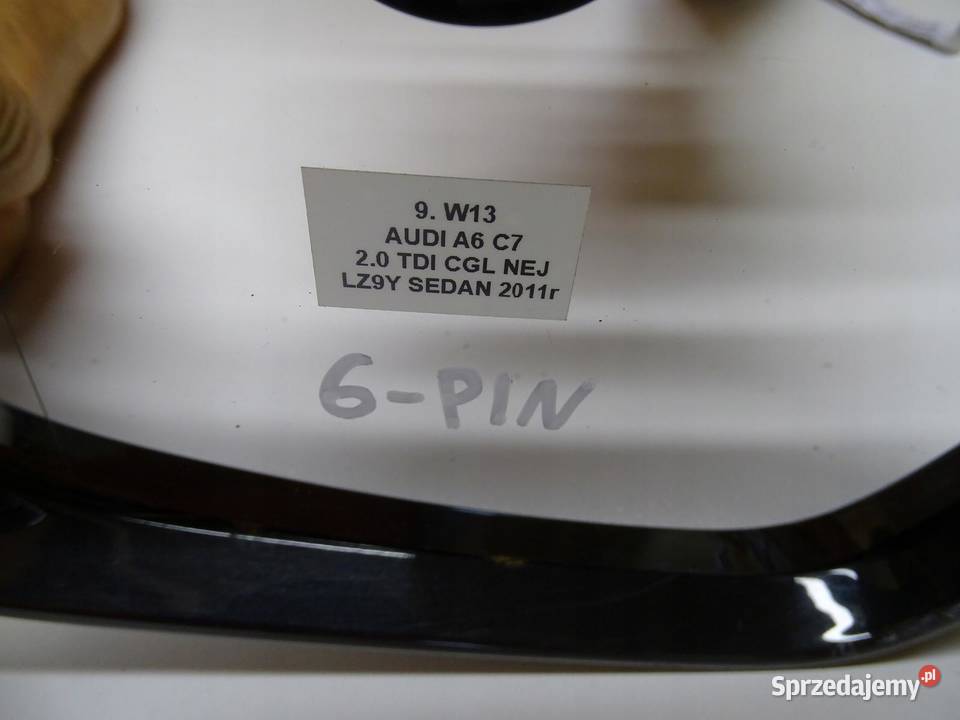 9. W13
AUDI A6 C7
2.0 TDI CGL NEJ
LZ9Y SEDAN 2011r
6-PIN
Sprzedajemy.pl